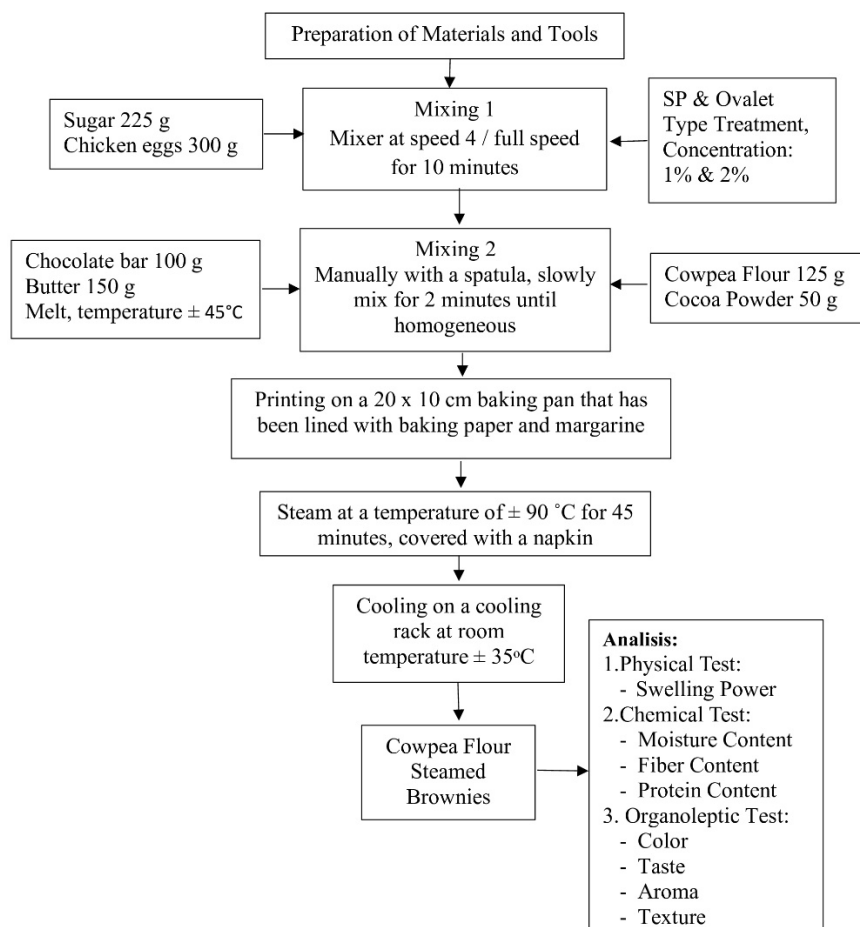 Preparation of Materials and Tools
Sugar 225 g
Chicken eggs 300 g
Mixing 1
Mixer at speed 4 / full speed
for 10 minutes
SP & Ovalet
Type Treatment,
Concentration:
1% & 2%
Chocolate bar 100 g
Butter 150 g
Melt, temperature ± 45°C
Mixing 2
Manually with a spatula, slowly
mix for 2 minutes until
homogeneous
Cowpea Flour 125 g
Cocoa Powder 50 g
Printing on a 20 x 10 cm baking pan that has
been lined with baking paper and margarine
Steam at a temperature of ± 90 ˚C for 45
minutes, covered with a napkin
Cooling on a cooling
rack at room
temperature ± 35ºC
Cowpea Flour
Steamed
Brownies
Analisis:
1.Physical Test:
- Swelling Power
2.Chemical Test:
- Moisture Content
- Fiber Content
- Protein Content
3. Organoleptic Test:
- Color
- Taste
- Aroma
- Texture